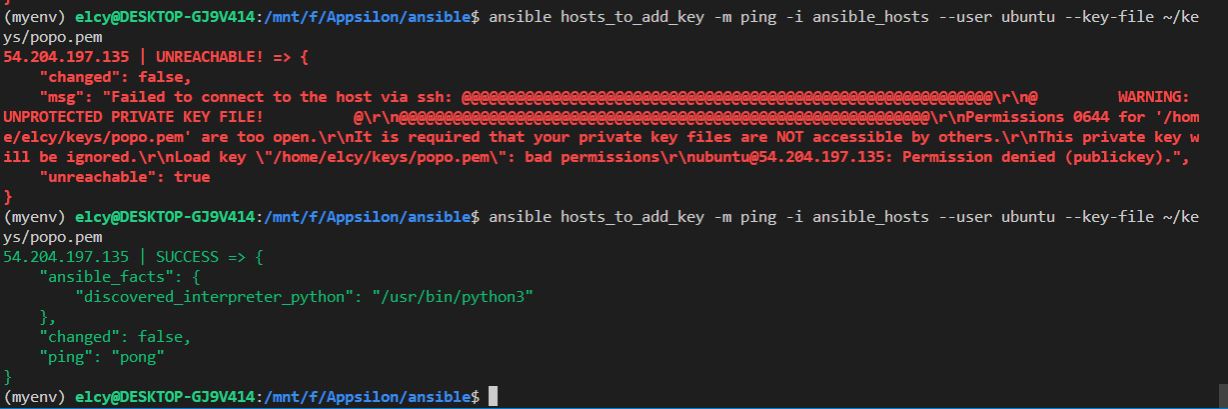 }
(myenv) elcy@DESKTOP-GJ9V414:/mnt/f/Appsilon/ansible$ ansible hosts_to_add_key -m ping -i ansible_hosts --user ubuntu --key-file ~/ke
ys/popo.pem
54.204.197.135 | UNREACHABLE! => {
    "changed": false,
    "msg": "Failed to connect to the host via ssh: @@@@@@@@@@@@@@@@@@@@@@@@@@@@@@@@@@@@@@@@@@@@@@@@@@@@@@@@@@@\r\n@         WARNING:
UNPROTECTED PRIVATE KEY FILE!          @\r\n@@@@@@@@@@@@@@@@@@@@@@@@@@@@@@@@@@@@@@@@@@@@@@@@@@@@@@@@@@@\r\nPermissions 0644 for '/hom
e/elcy/keys/popo.pem' are too open.\r\nIt is required that your private key files are NOT accessible by others.\r\nThis private key w
ill be ignored.\r\nLoad key \"/home/elcy/keys/popo.pem\": bad permissions\r\nubuntu@54.204.197.135: Permission denied (publickey).",
    "unreachable": true
}
(myenv) elcy@DESKTOP-GJ9V414:/mnt/f/Appsilon/ansible$ ansible hosts_to_add_key -m ping -i ansible_hosts --user ubuntu --key-file ~/ke
ys/popo.pem
54.204.197.135 | SUCCESS => {
    "ansible_facts": {
        "discovered_interpreter_python": "/usr/bin/python3"
    },
    "changed": false,
    "ping": "pong"
}
(myenv) elcy@DESKTOP-GJ9V414:/mnt/f/Appsilon/ansible$